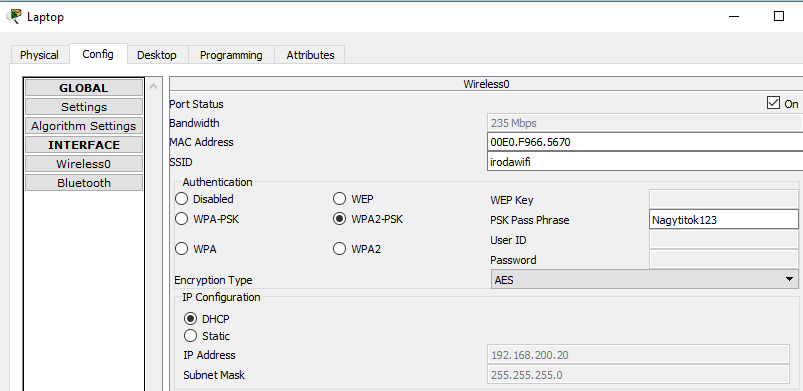 Laptop
Physical Config Desktop Programming Attributes
GLOBAL
Settings
Algorithm Settings
INTERFACE
Wireless0
Bluetooth
Wireless0
Port Status On
Bandwidth 235 Mbps
MAC Address 00E0.F966.5670
SSID irodawifi
Authentication
Disabled WEP WEP Key
WPA-PSK WPA2-PSK PSK Pass Phrase Nagytitok123
User ID
WPA WPA2
Password
Encryption Type AES
IP Configuration
DHCP
Static
IP Address 192.168.200.20
Subnet Mask 255.255.255.0